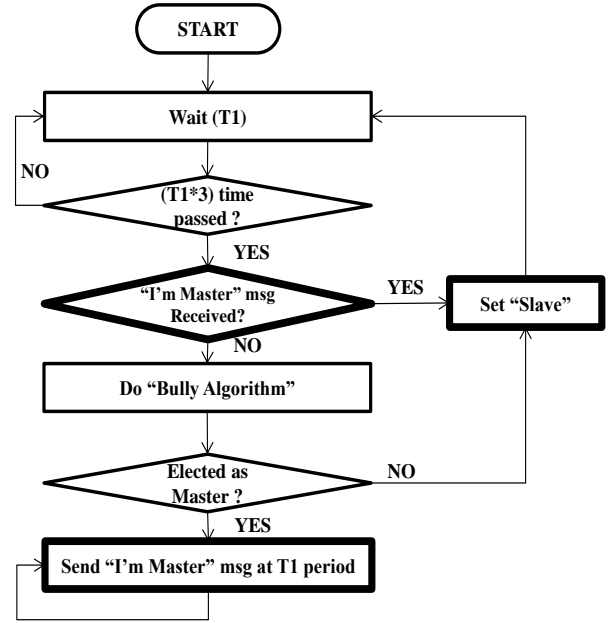 START
Wait (T1)
NO
(T1*3) time
passed ?
YES
“I’m Master” msg
Received?
YES
Set “Slave”
NO
Do “Bully Algorithm”
Elected as
Master ?
NO
YES
Send “I’m Master” msg at T1 period